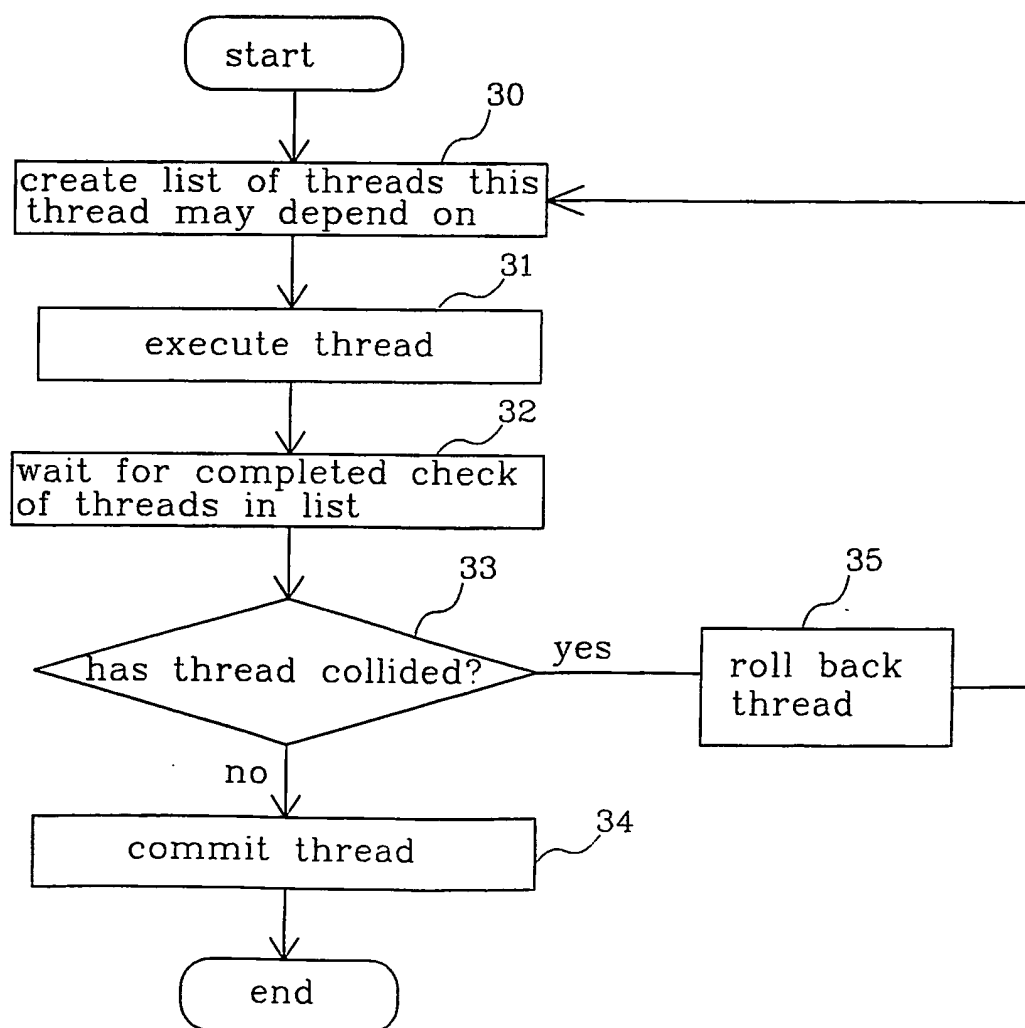 start
30
create list of threads this
thread may depend on
31
execute thread
32
wait for completed check
of threads in list
33
has thread collided?
yes
35
roll back
thread
no
34
commit thread
end